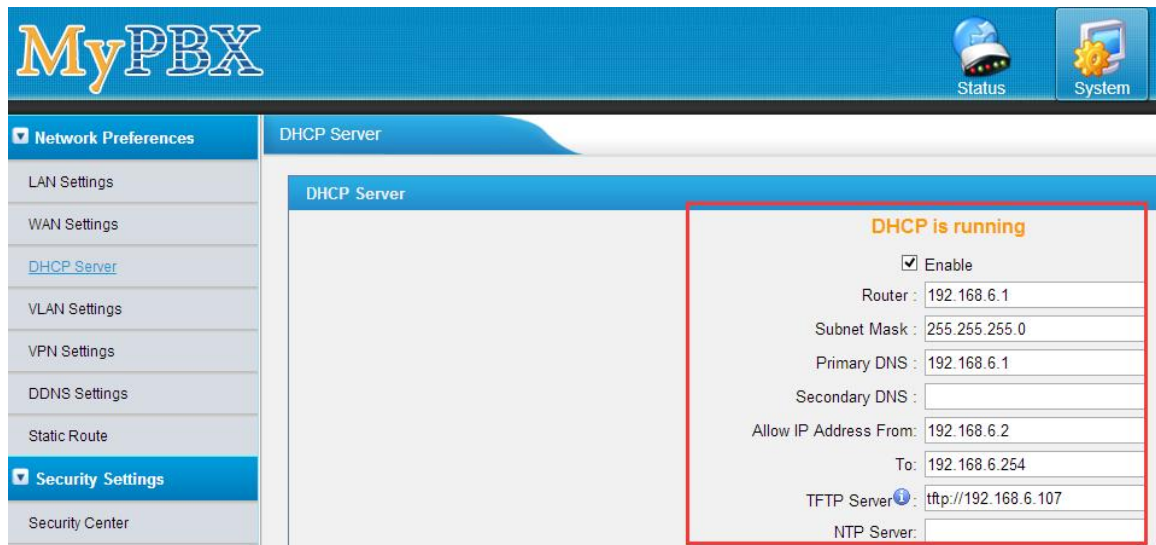 MyPBX
Status
System
Network Preferences
DHCP Server
LAN Settings
DHCP Server
WAN Settings
DHCP is running
DHCP Server
Enable
Router : 192.168.6.1
VLAN Settings
Subnet Mask : 255.255.255.0
VPN Settings
Primary DNS : 192.168.6.1
DDNS Settings
Secondary DNS :
Static Route
Allow IP Address From: 192.168.6.2
To: 192.168.6.254
Security Settings
TFTP Server i : tftp://192.168.6.107
Security Center
NTP Server: